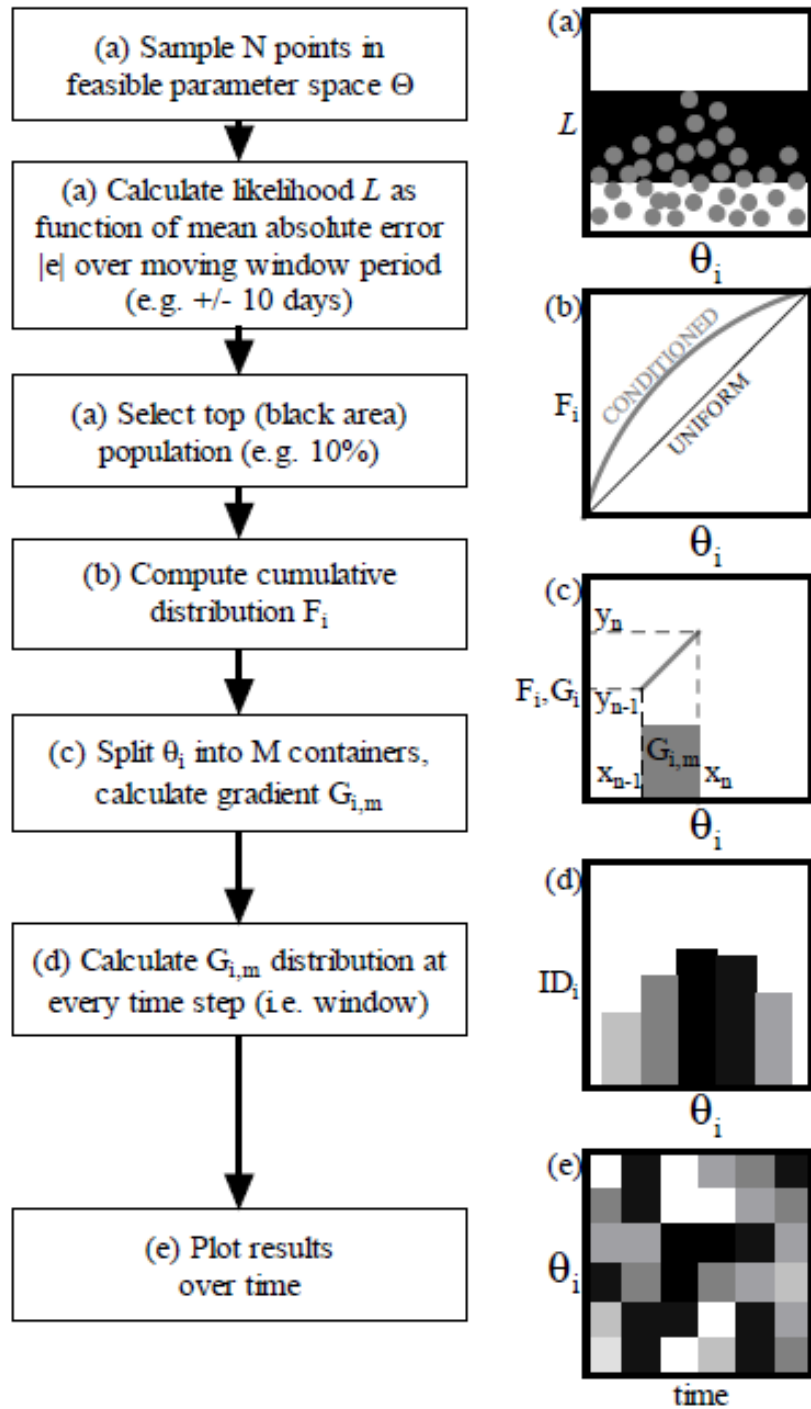 (a) Sample N points in
feasible parameter space Θ
(a) Calculate likelihood L as
function of mean absolute error
|e| over moving window period
(e.g. +/- 10 days)
(a) Select top (black area)
population (e.g. 10%)
(b) Compute cumulative
distribution Fᵢ
(c) Split θᵢ into M containers,
calculate gradient Gᵢ,ₘ
(d) Calculate Gᵢ,ₘ distribution at
every time step (i.e. window)
(e) Plot results
over time
(a)
L
θᵢ
(b)
CONDITIONED
UNIFORM
Fᵢ
θᵢ
(c)
yₙ
Fᵢ,Gᵢ
yₙ₋₁
Gᵢ,ₘ
xₙ₋₁
xₙ
θᵢ
(d)
IDᵢ
θᵢ
(e)
θᵢ
time